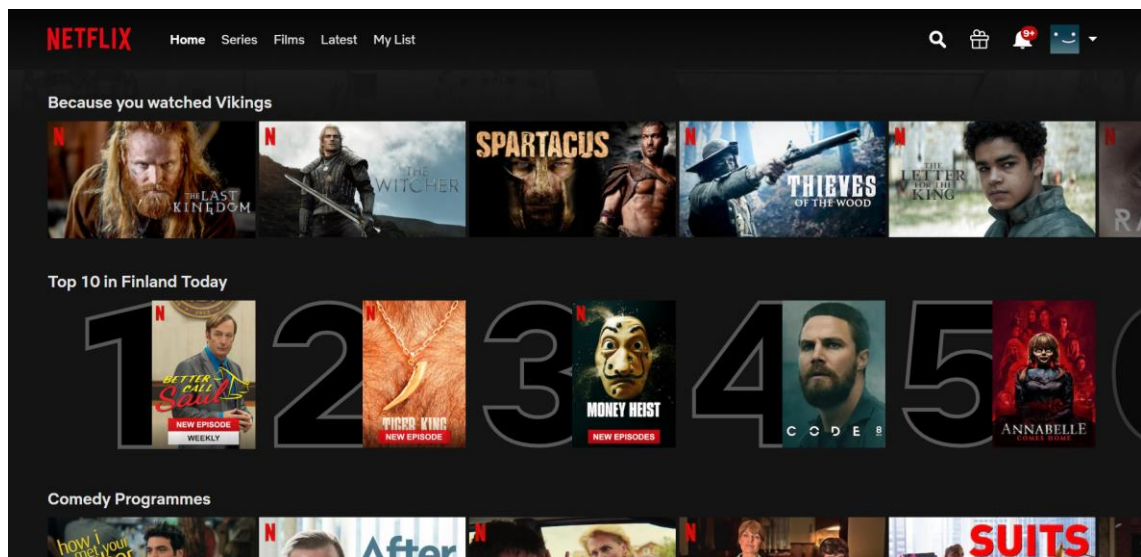 NETFLIX Home Series Films Latest My List 9+
Because you watched Vikings
N THE LAST KINGDOM
N THE WITCHER
SPARTACUS
THIEVES OF THE WOOD
N THE LETTER FOR THE KING
N
Top 10 in Finland Today
1
N BETTER CALL Saul
NEW EPISODE
WEEKLY
2
N TIGER KING
NEW EPISODE
3
N MONEY HEIST
NEW EPISODES
4
CODE 8
5
ANNABELLE
COMES HOME
Comedy Programmes
how i met your
N After
N
N
SUITS